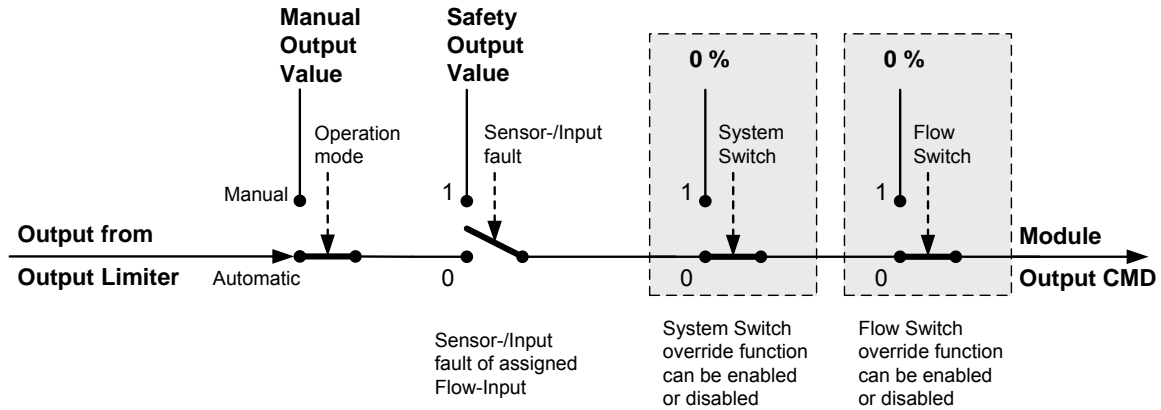 Manual
Output
Value
Safety
Output
Value
0 %
0 %
Operation
mode
Sensor-/Input
fault
System
Switch
Flow
Switch
Manual
1
1
1
Output from
Output Limiter
Automatic
0
0
0
Module
Output CMD
Sensor-/Input
fault of assigned
Flow-Input
System Switch
override function
can be enabled
or disabled
Flow Switch
override function
can be enabled
or disabled